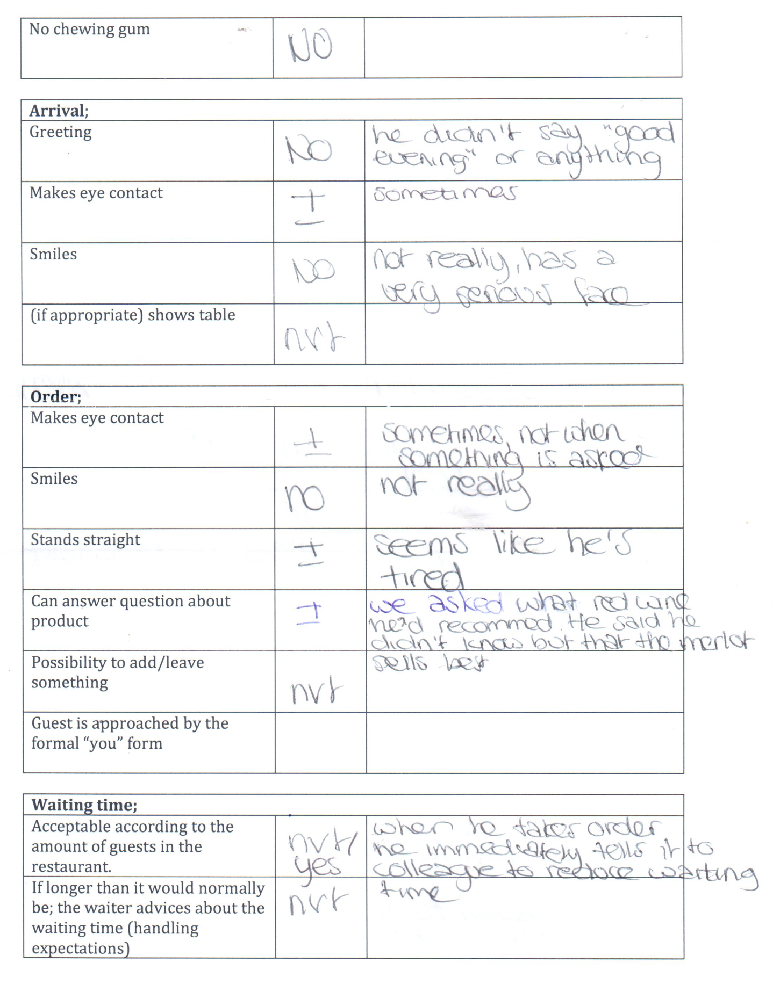 No chewing gum
NO
Arrival;
Greeting
NO
he didn't say "good
evening" or anything
Makes eye contact
±
sometimes
Smiles
NO
not really, has a
very serious face
(if appropriate) shows table
nvt
Order;
Makes eye contact
±
sometimes, not when
something is asked
Smiles
no
not really
Stands straight
±
seems like he's
tired
Can answer question about
product
±
we asked what red wine
he'd recommod. He said he
didn't know but that the merlot
sells best
Possibility to add/leave
something
nvt
Guest is approached by the
formal “you” form
Waiting time;
Acceptable according to the
amount of guests in the
restaurant.
nvt/
yes
when he takes order
he immediately tells it to
colleague to reduce waiting
time
If longer than it would normally
be; the waiter advices about the
waiting time (handling
expectations)
nvt